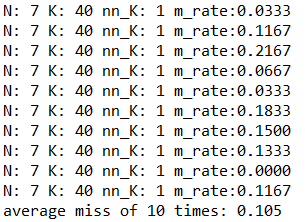 N: 7 K: 40 nn_K: 1 m_rate:0.0333
N: 7 K: 40 nn_K: 1 m_rate:0.1167
N: 7 K: 40 nn_K: 1 m_rate:0.2167
N: 7 K: 40 nn_K: 1 m_rate:0.0667
N: 7 K: 40 nn_K: 1 m_rate:0.0333
N: 7 K: 40 nn_K: 1 m_rate:0.1833
N: 7 K: 40 nn_K: 1 m_rate:0.1500
N: 7 K: 40 nn_K: 1 m_rate:0.1333
N: 7 K: 40 nn_K: 1 m_rate:0.0000
N: 7 K: 40 nn_K: 1 m_rate:0.1167
average miss of 10 times: 0.105